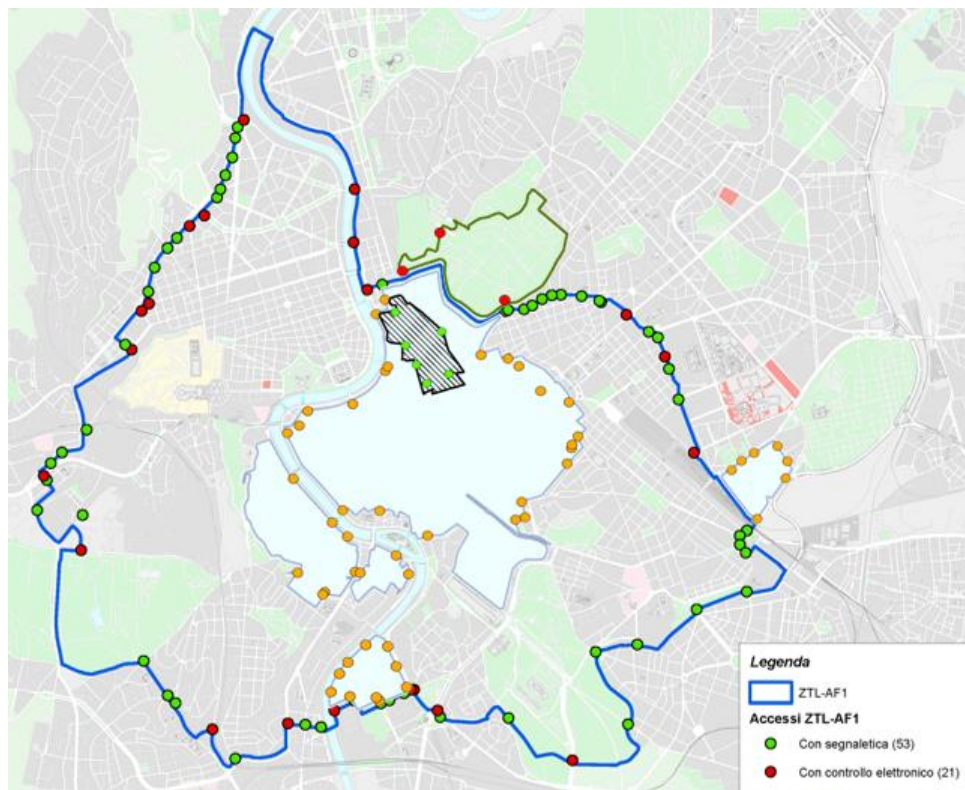 Legenda
ZTL-AF1
Accessi ZTL-AF1
Con segnaletica (53)
Con controllo elettronico (21)